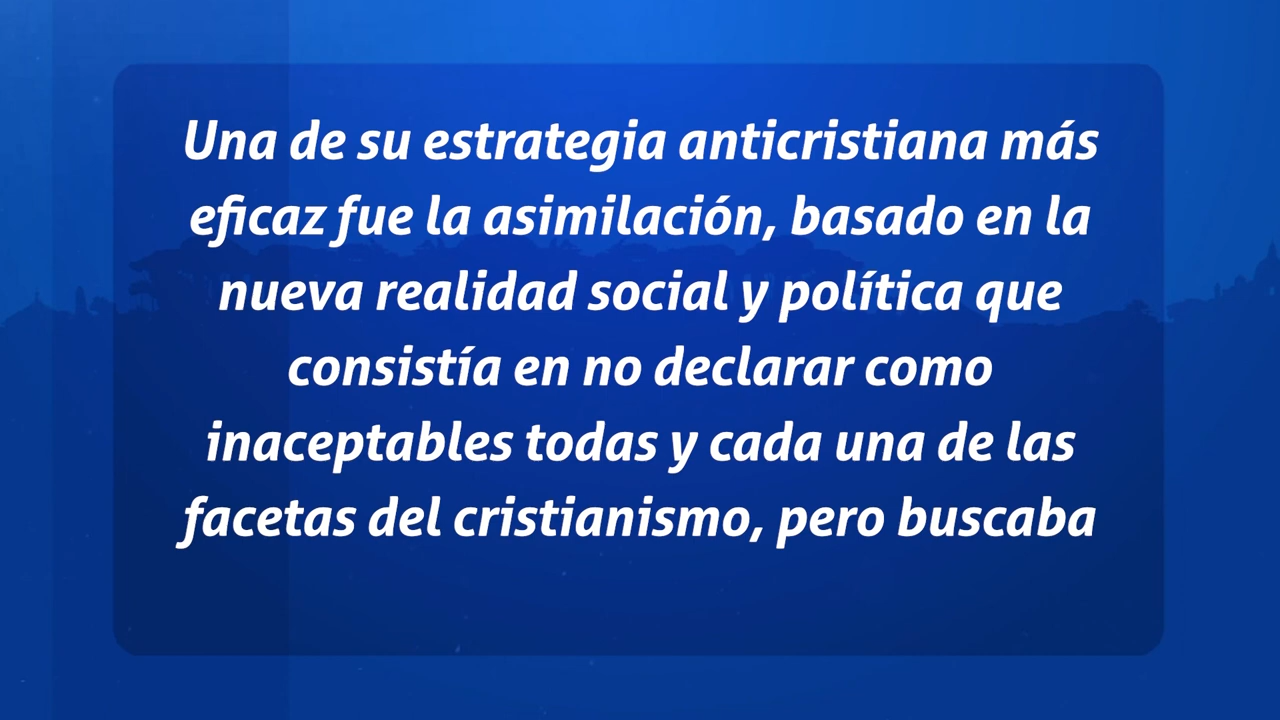 Una de su estrategia anticristiana más
eficaz fue la asimilación, basado en la
nueva realidad social y política que
consistía en no declarar como
inaceptables todas y cada una de las
facetas del cristianismo, pero buscaba